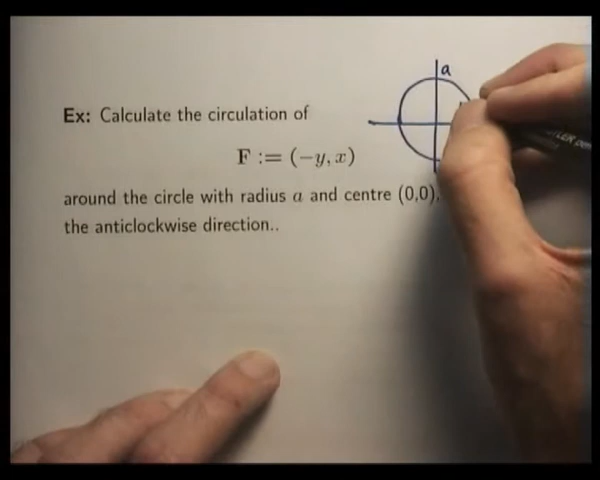 a
Ex: Calculate the circulation of
F := (−y, x)
around the circle with radius a and centre (0,0),
the anticlockwise direction..